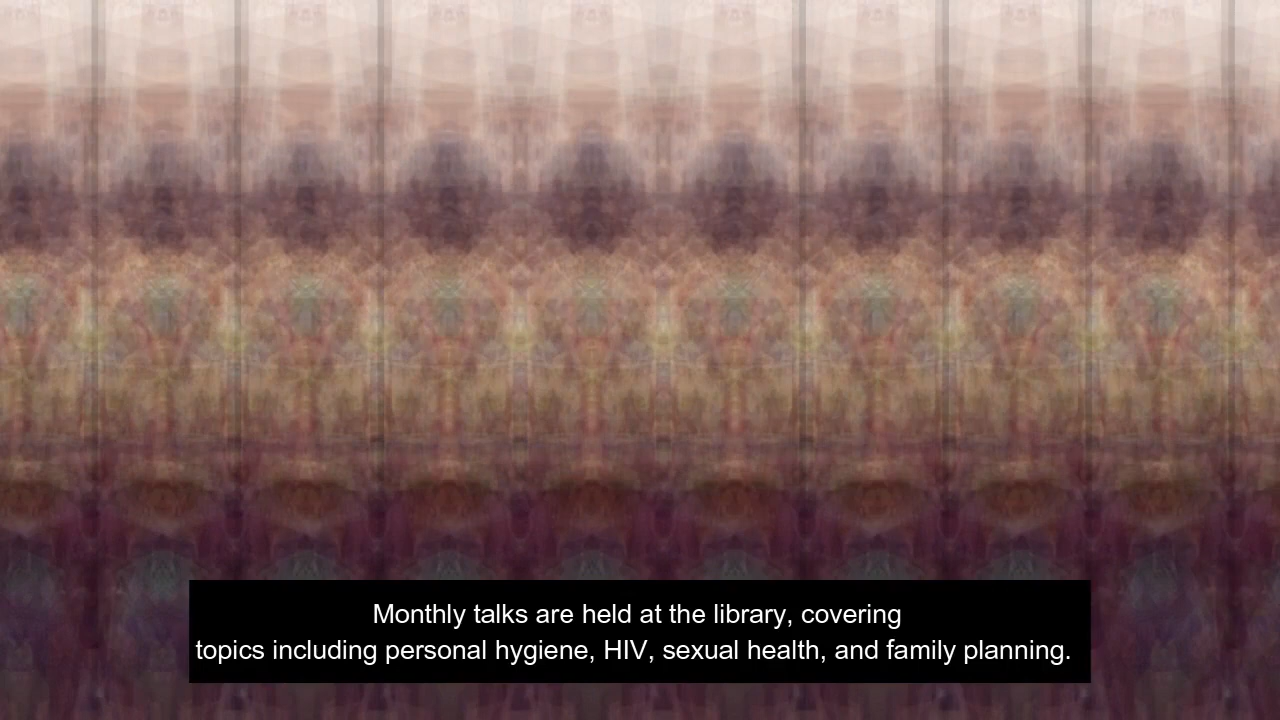 Monthly talks are held at the library, covering
topics including personal hygiene, HIV, sexual health, and family planning.